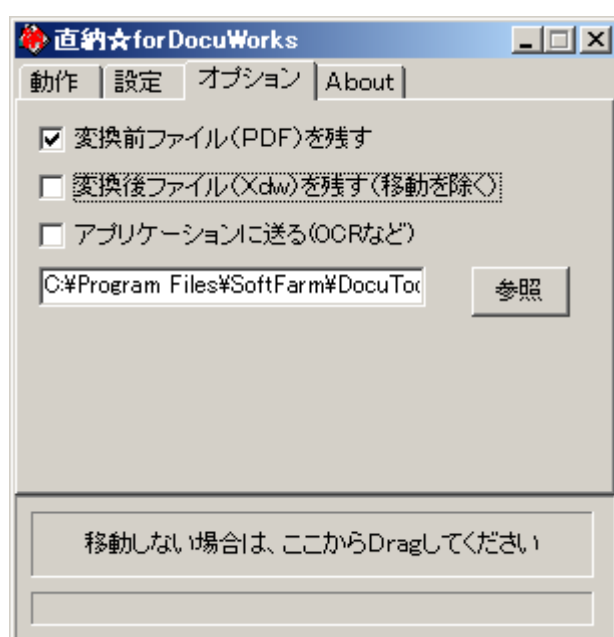 直納☆forDocuWorks
動作 設定 オプション About
変換前ファイル(PDF)を残す
変換後ファイル(Xdw)を残す(移動を除く)
アプリケーションに送る(OCRなど)
C:¥Program Files¥SoftFarm¥DocuToo
参照
移動しない場合は、ここからDragしてください